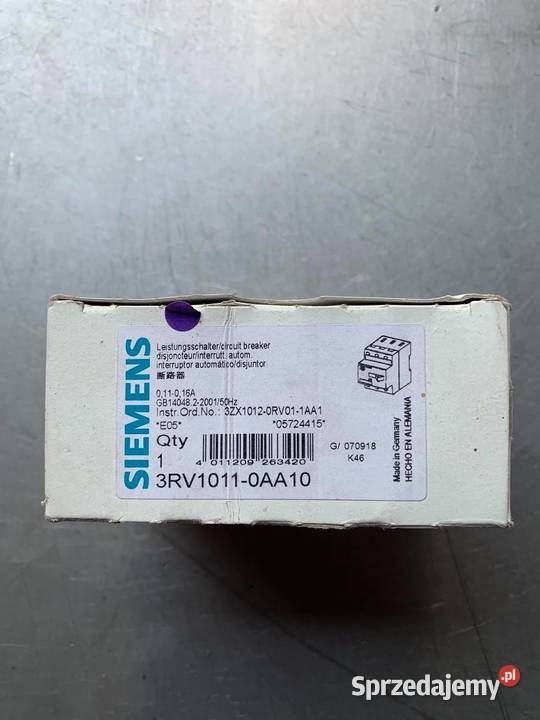 SIEMENS
Leistungsschalter/circuit breaker
disjoncteur/interrutt. autom.
interruptor automático/disjuntor
断路器
0,11-0,16A
GB14048.2-2001/50Hz
Instr.Ord.No.: 3ZX1012-0RV01-1AA1
*E05* *05724415*
Qty
1
4 011209 263420
G/ 070918
K46
3RV1011-0AA10
Made in Germany
HECHO EN ALEMANIA
Sprzedajemy.pl